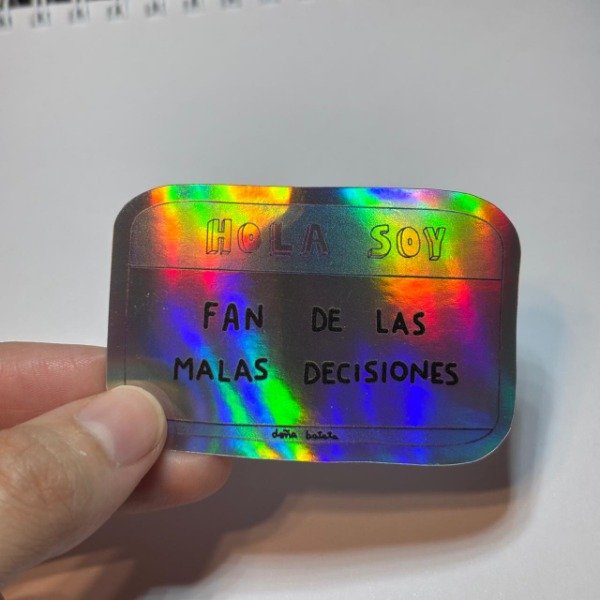 HOLA SOY
FAN DE LAS
MALAS DECISIONES
doña batata